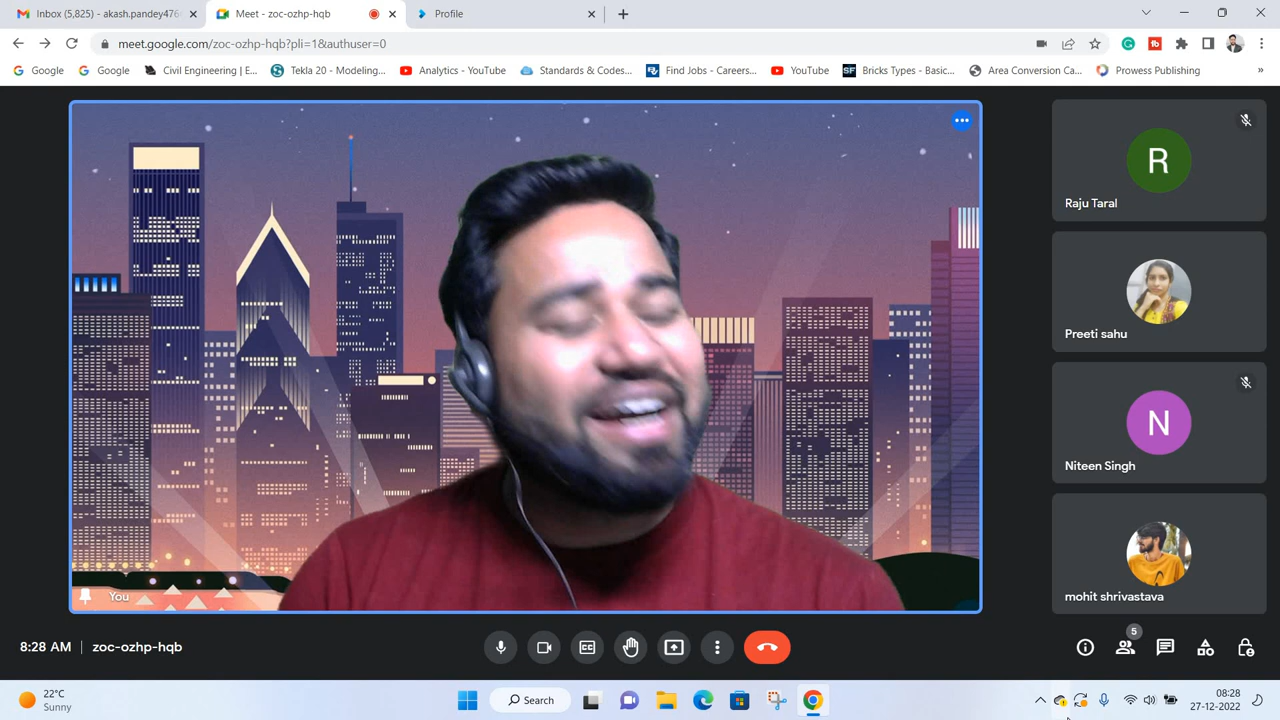 Inbox (5,825) - akash.pandey476
Meet - zoc-ozhp-hqb
Profile
meet.google.com/zoc-ozhp-hqb?pli=1&authuser=0
Google
Google
Civil Engineering | E...
Tekla 20 - Modeling...
Analytics - YouTube
Standards & Codes...
Find Jobs - Careers...
YouTube
SF
Bricks Types - Basic...
Area Conversion Ca...
Prowess Publishing
»
R
Raju Taral
Preeti sahu
N
Niteen Singh
mohit shrivastava
You
8:28 AM | zoc-ozhp-hqb
CC
5
22°C
Sunny
Search
08:28
27-12-2022